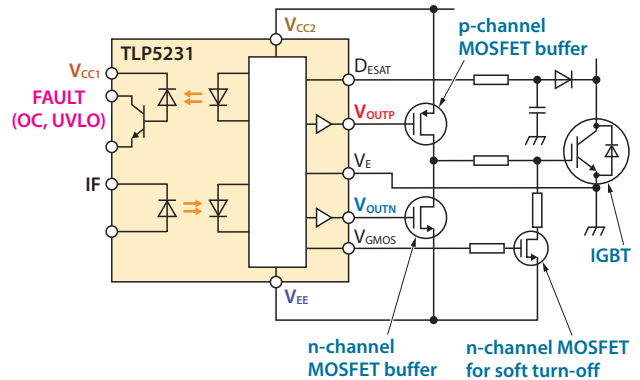 p-channel
MOSFET buffer
VCC2
TLP5231
DESAT
VCC1
FAULT
(OC, UVLO)
VOUTP
VE
IF
VOUTN
VGMOS
IGBT
VEE
n-channel
MOSFET buffer
n-channel MOSFET
for soft turn-off